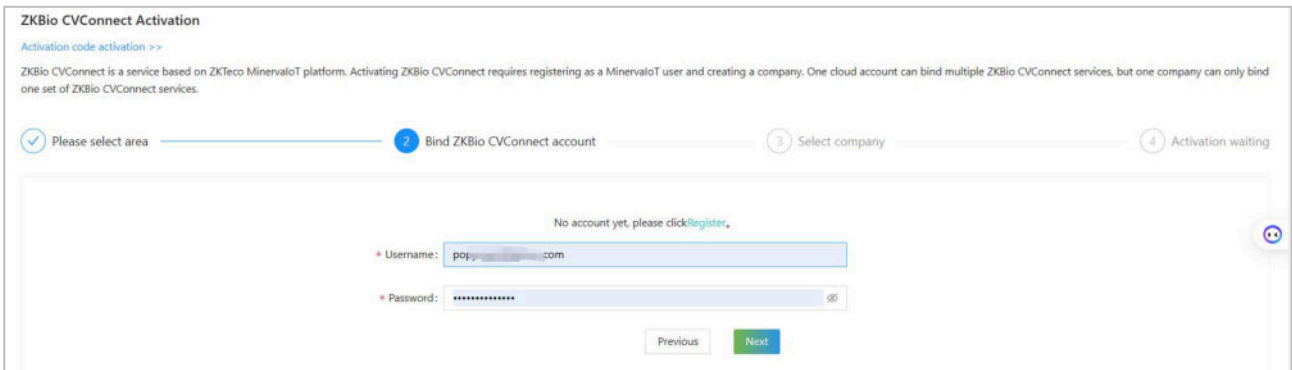 ZKBio CVConnect Activation
Activation code activation >>
ZKBio CVConnect is a service based on ZKTeco MinervaIoT platform. Activating ZKBio CVConnect requires registering as a MinervaIoT user and creating a company. One cloud account can bind multiple ZKBio CVConnect services, but one company can only bind
one set of ZKBio CVConnect services.
Please select area 2 Bind ZKBio CVConnect account 3 Select company 4 Activation waiting
No account yet, please clickRegister。
* Username: pop com
* Password: ••••••••••••••
Previous Next